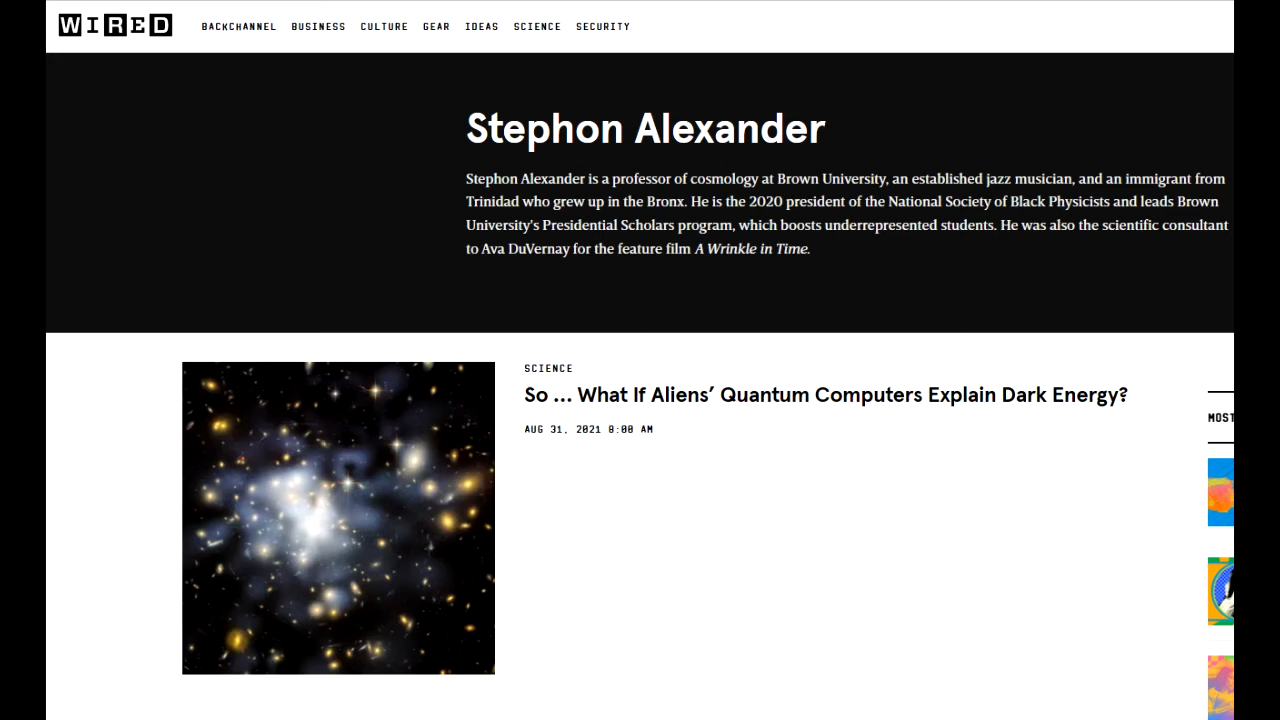 WIRED
BACKCHANNEL BUSINESS CULTURE GEAR IDEAS SCIENCE SECURITY
Stephon Alexander
Stephon Alexander is a professor of cosmology at Brown University, an established jazz musician, and an immigrant from
Trinidad who grew up in the Bronx. He is the 2020 president of the National Society of Black Physicists and leads Brown
University's Presidential Scholars program, which boosts underrepresented students. He was also the scientific consultant
to Ava DuVernay for the feature film A Wrinkle in Time.
SCIENCE
So … What If Aliens’ Quantum Computers Explain Dark Energy?
AUG 31, 2021 8:00 AM
MOST